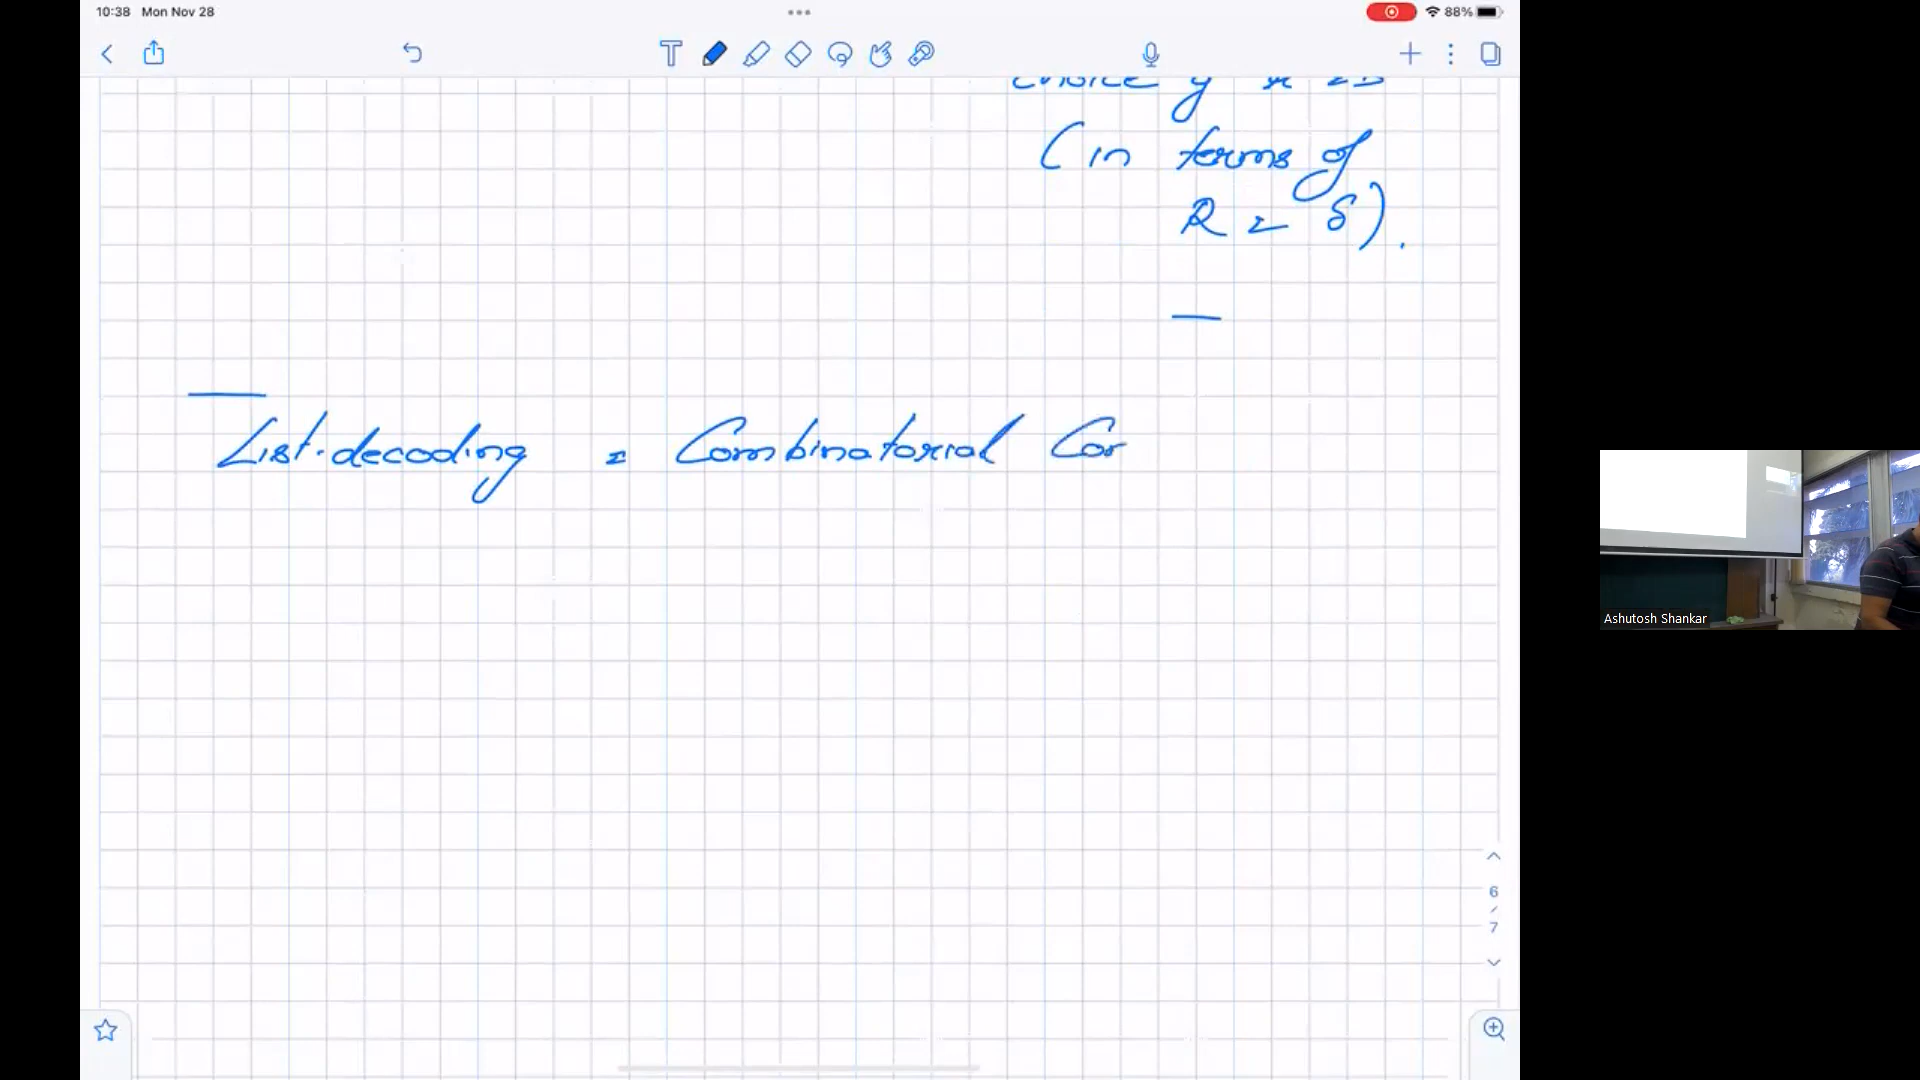 10:38 Mon Nov 28
88%
T
(in terms of
R & δ).
List-decoding : Combinatorial Cor
6
7
Ashutosh Shankar